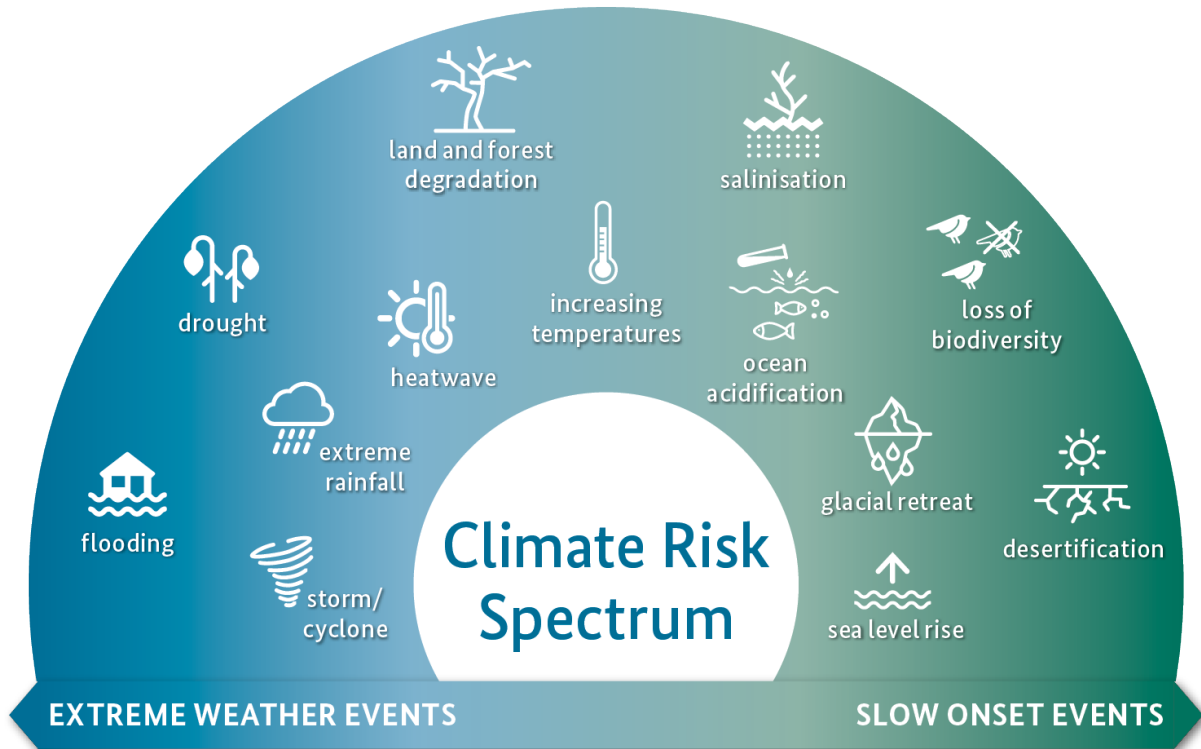 land and forest
degradation
salinisation
drought
heatwave
increasing
temperatures
ocean
acidification
loss of
biodiversity
extreme
rainfall
flooding
storm/
cyclone
glacial retreat
desertification
sea level rise
Climate Risk
Spectrum
EXTREME WEATHER EVENTS
SLOW ONSET EVENTS